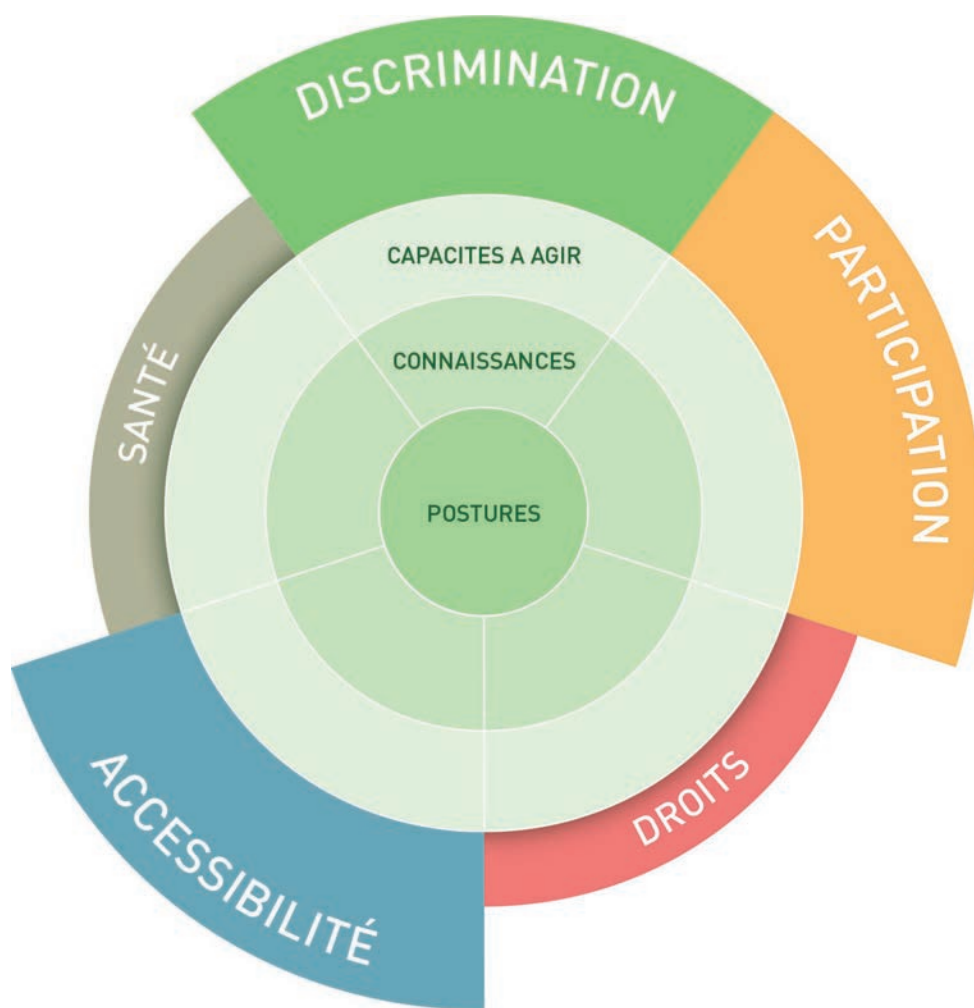 DISCRIMINATION
PARTICIPATION
CAPACITES A AGIR
SANTÉ
CONNAISSANCES
POSTURES
DROITS
ACCESSIBILITÉ